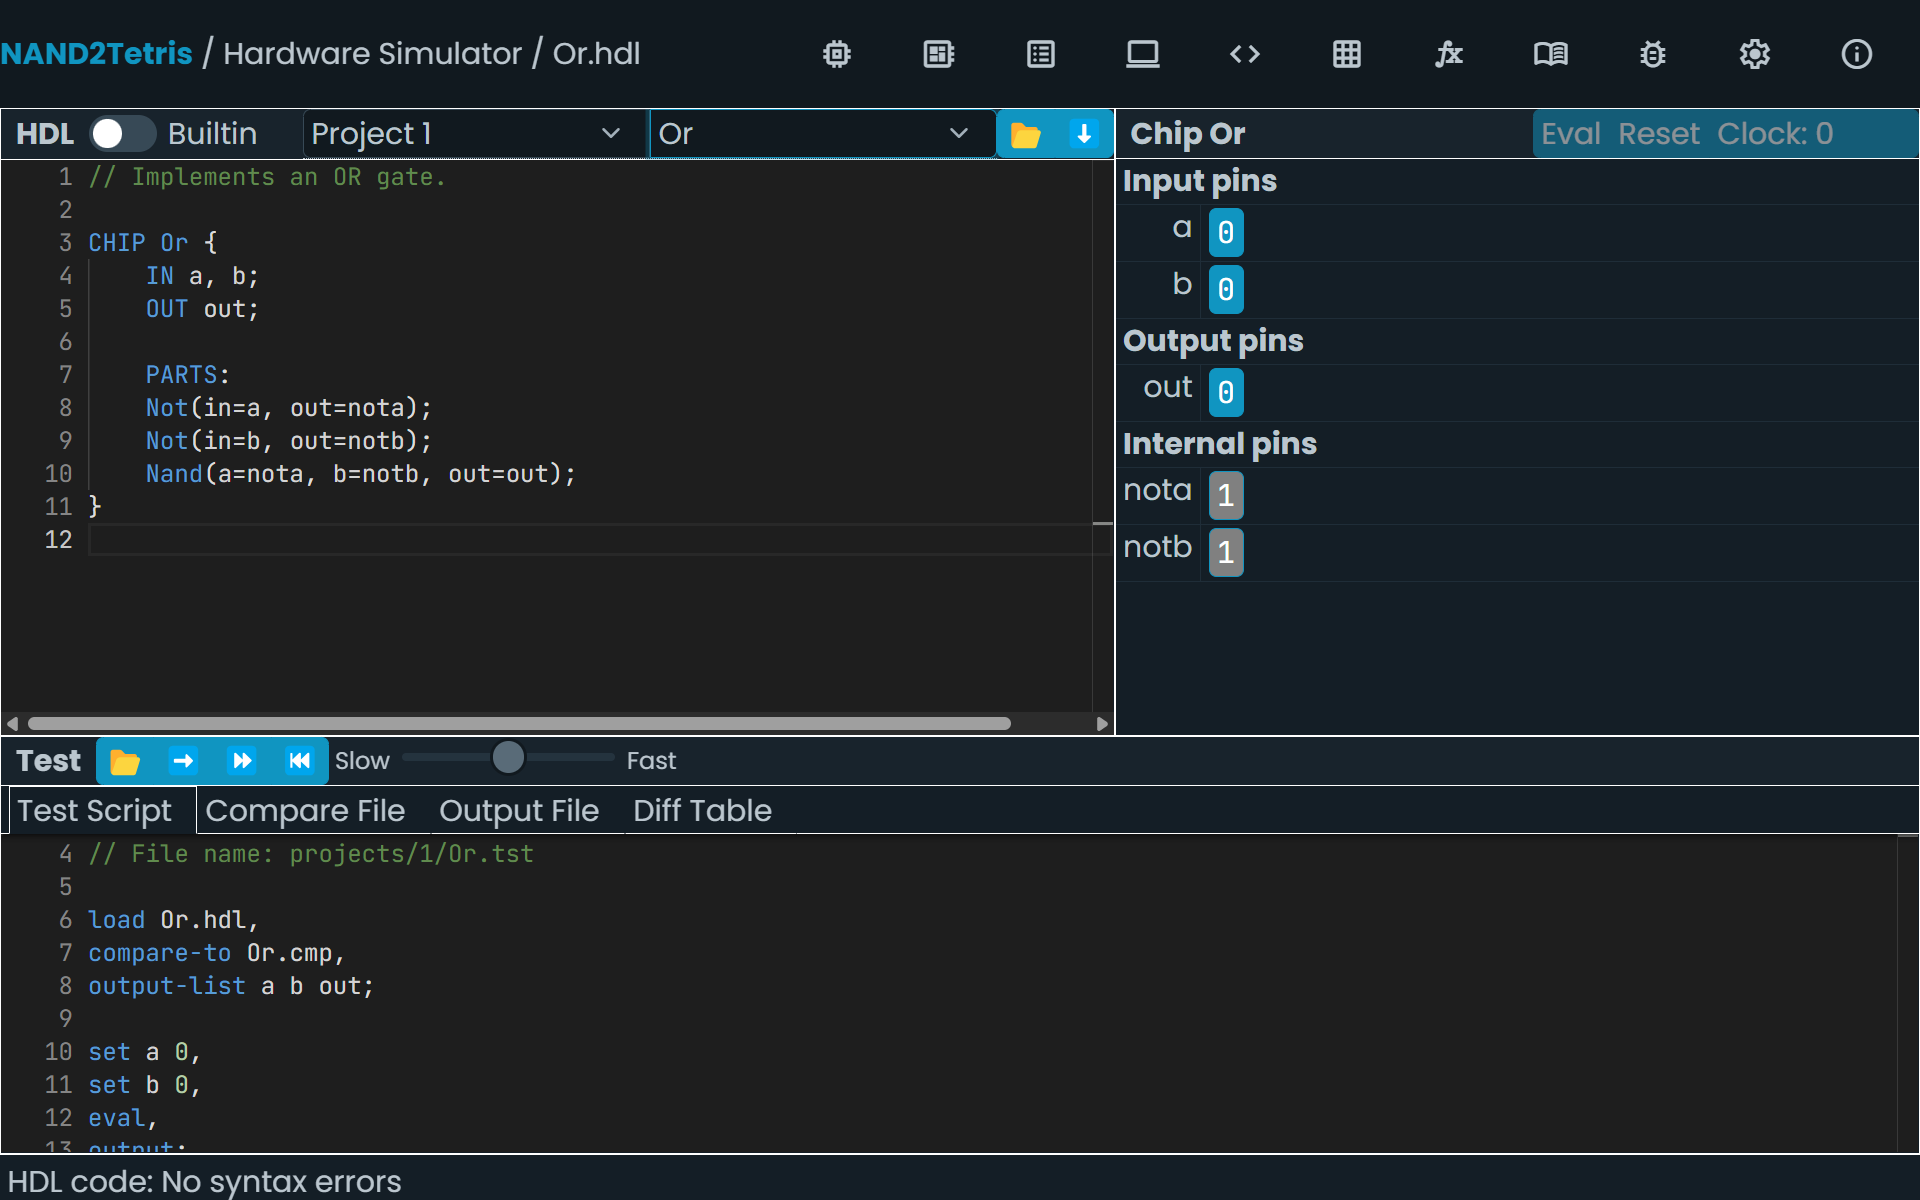 NAND2Tetris / Hardware Simulator / Or.hdl
HDL Builtin Project 1 Or
1 // Implements an OR gate.
2
3 CHIP Or {
4 IN a, b;
5 OUT out;
6
7 PARTS:
8 Not(in=a, out=nota);
9 Not(in=b, out=notb);
10 Nand(a=nota, b=notb, out=out);
11 }
12
Chip Or Eval Reset Clock: 0
Input pins
a 0
b 0
Output pins
out 0
Internal pins
nota 1
notb 1
Test Slow Fast
Test Script Compare File Output File Diff Table
4 // File name: projects/1/Or.tst
5
6 load Or.hdl,
7 compare-to Or.cmp,
8 output-list a b out;
9
10 set a 0,
11 set b 0,
12 eval,
13 output;
HDL code: No syntax errors